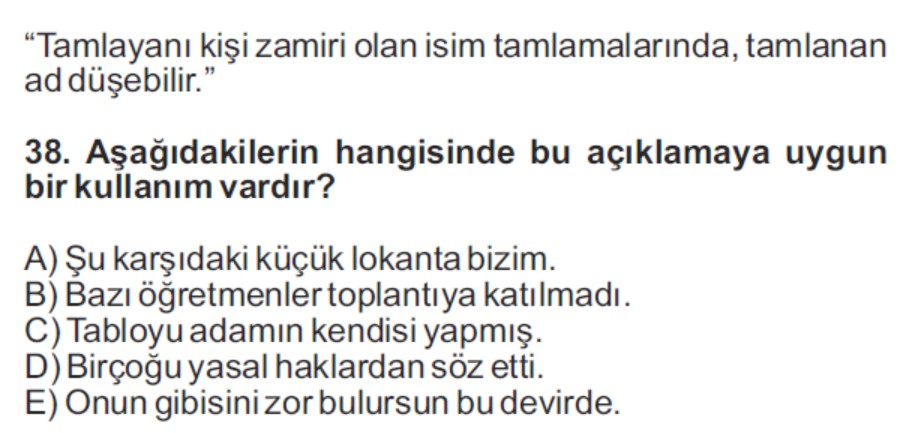 “Tamlayanı kişi zamiri olan isim tamlamalarında, tamlanan
ad düşebilir.”
38. Aşağıdakilerin hangisinde bu açıklamaya uygun
bir kullanım vardır?
A) Şu karşıdaki küçük lokanta bizim.
B) Bazı öğretmenler toplantıya katılmadı.
C) Tabloyu adamın kendisi yapmış.
D) Birçoğu yasal haklardan söz etti.
E) Onun gibisini zor bulursun bu devirde.